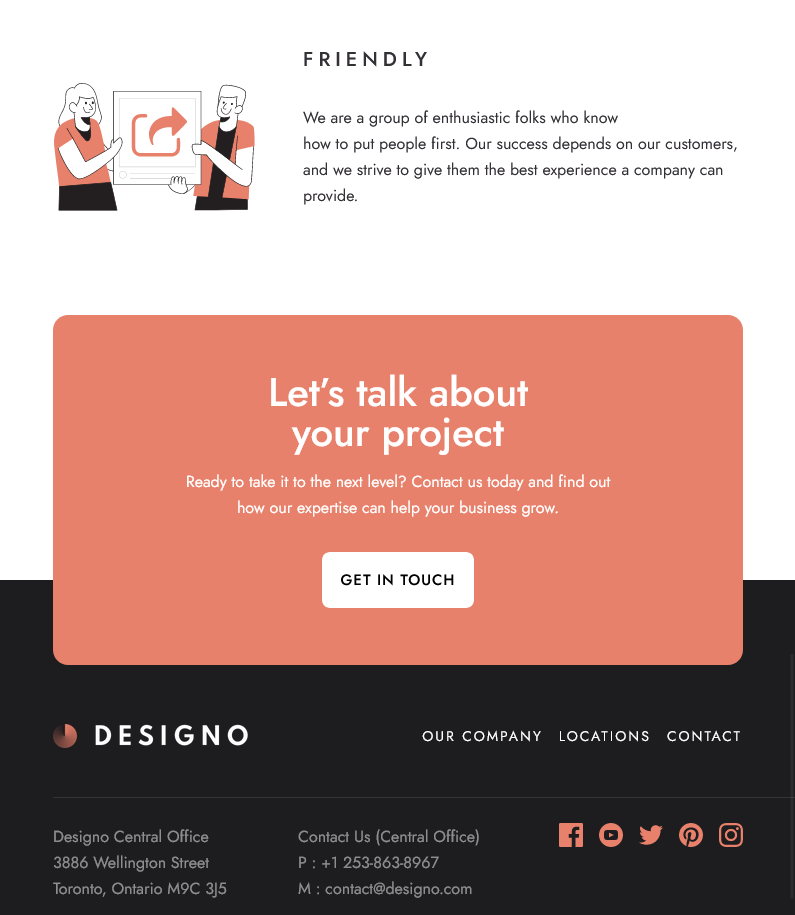 FRIENDLY
We are a group of enthusiastic folks who know
how to put people first. Our success depends on our customers,
and we strive to give them the best experience a company can
provide.
Let’s talk about
your project
Ready to take it to the next level? Contact us today and find out
how our expertise can help your business grow.
GET IN TOUCH
DESIGNO
OUR COMPANY LOCATIONS CONTACT
Designo Central Office
3886 Wellington Street
Toronto, Ontario M9C 3J5
Contact Us (Central Office)
P : +1 253-863-8967
M : contact@designo.com